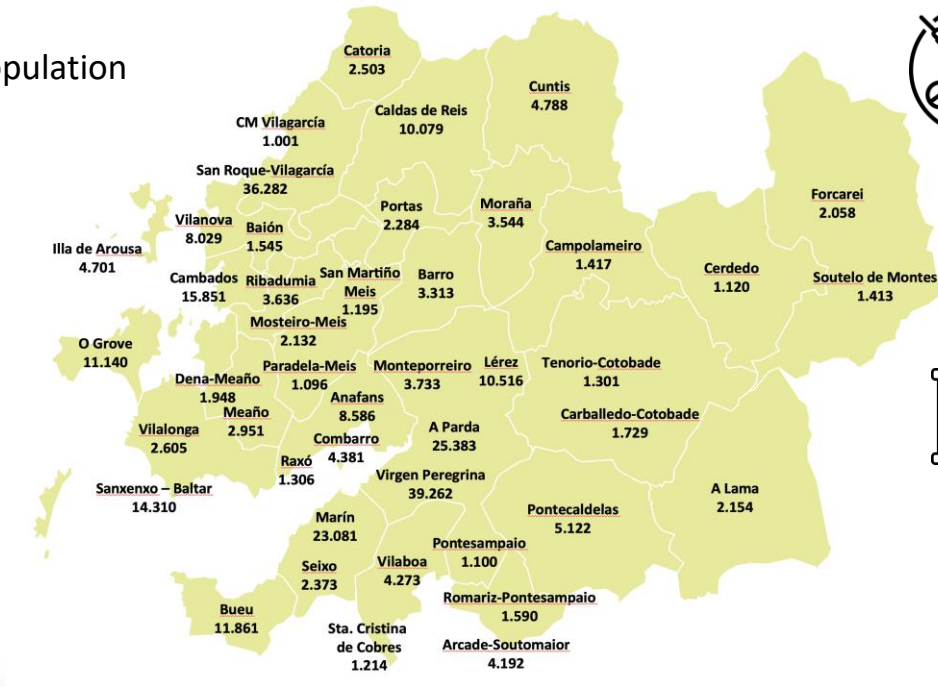 opulation
Catoria
2.503
Cuntis
4.788
Caldas de Reis
10.079
CM Vilagarcía
1.001
San Roque-Vilagarcía
36.282
Forcarei
2.058
Portas
2.284
Moraña
3.544
Vilanova
8.029
Baión
1.545
Illa de Arousa
4.701
Campolameiro
1.417
Cerdedo
1.120
Soutelo de Montes
1.413
Cambados
15.851
Ribadumia
3.636
San Martiño
Meis
1.195
Barro
3.313
Mosteiro-Meis
2.132
O Grove
11.140
Dena-Meaño
1.948
Paradela-Meis
1.096
Monteporreiro
3.733
Lérez
10.516
Tenorio-Cotobade
1.301
Anafans
8.586
Meaño
2.951
Carballedo-Cotobade
1.729
Vilalonga
2.605
Combarro
4.381
A Parda
25.383
Raxó
1.306
Virgen Peregrina
39.262
Sanxenxo – Baltar
14.310
A Lama
2.154
Marín
23.081
Pontecaldelas
5.122
Pontesampaio
1.100
Seixo
2.373
Vilaboa
4.273
Romariz-Pontesampaio
1.590
Bueu
11.861
Sta. Cristina
de Cobres
1.214
Arcade-Soutomaior
4.192